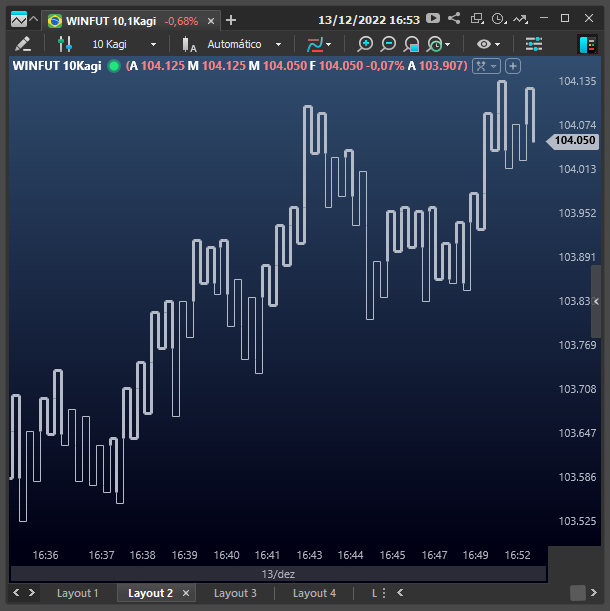 WINFUT 10,1Kagi -0,68% × + 13/12/2022 16:53
10 Kagi Automático
WINFUT 10Kagi (A 104.125 M 104.125 M 104.050 F 104.050 -0,07% A 103.907)
104.135
104.074
104.050
104.013
103.952
103.891
103.83
103.769
103.708
103.647
103.586
103.525
16:36 16:37 16:38 16:39 16:40 16:41 16:43 16:44 16:45 16:47 16:49 16:52
13/dez
Layout 1 Layout 2 × Layout 3 Layout 4 L